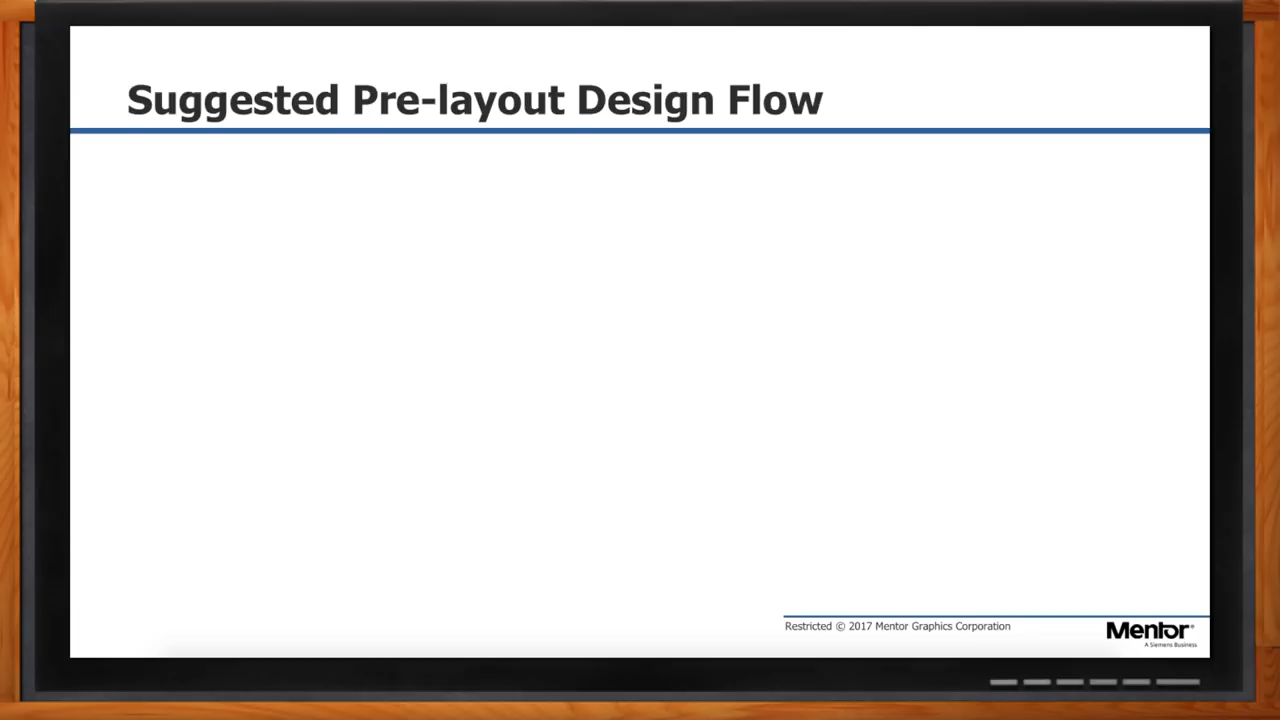 Suggested Pre-layout Design Flow
Restricted © 2017 Mentor Graphics Corporation
Mentor®
A Siemens Business